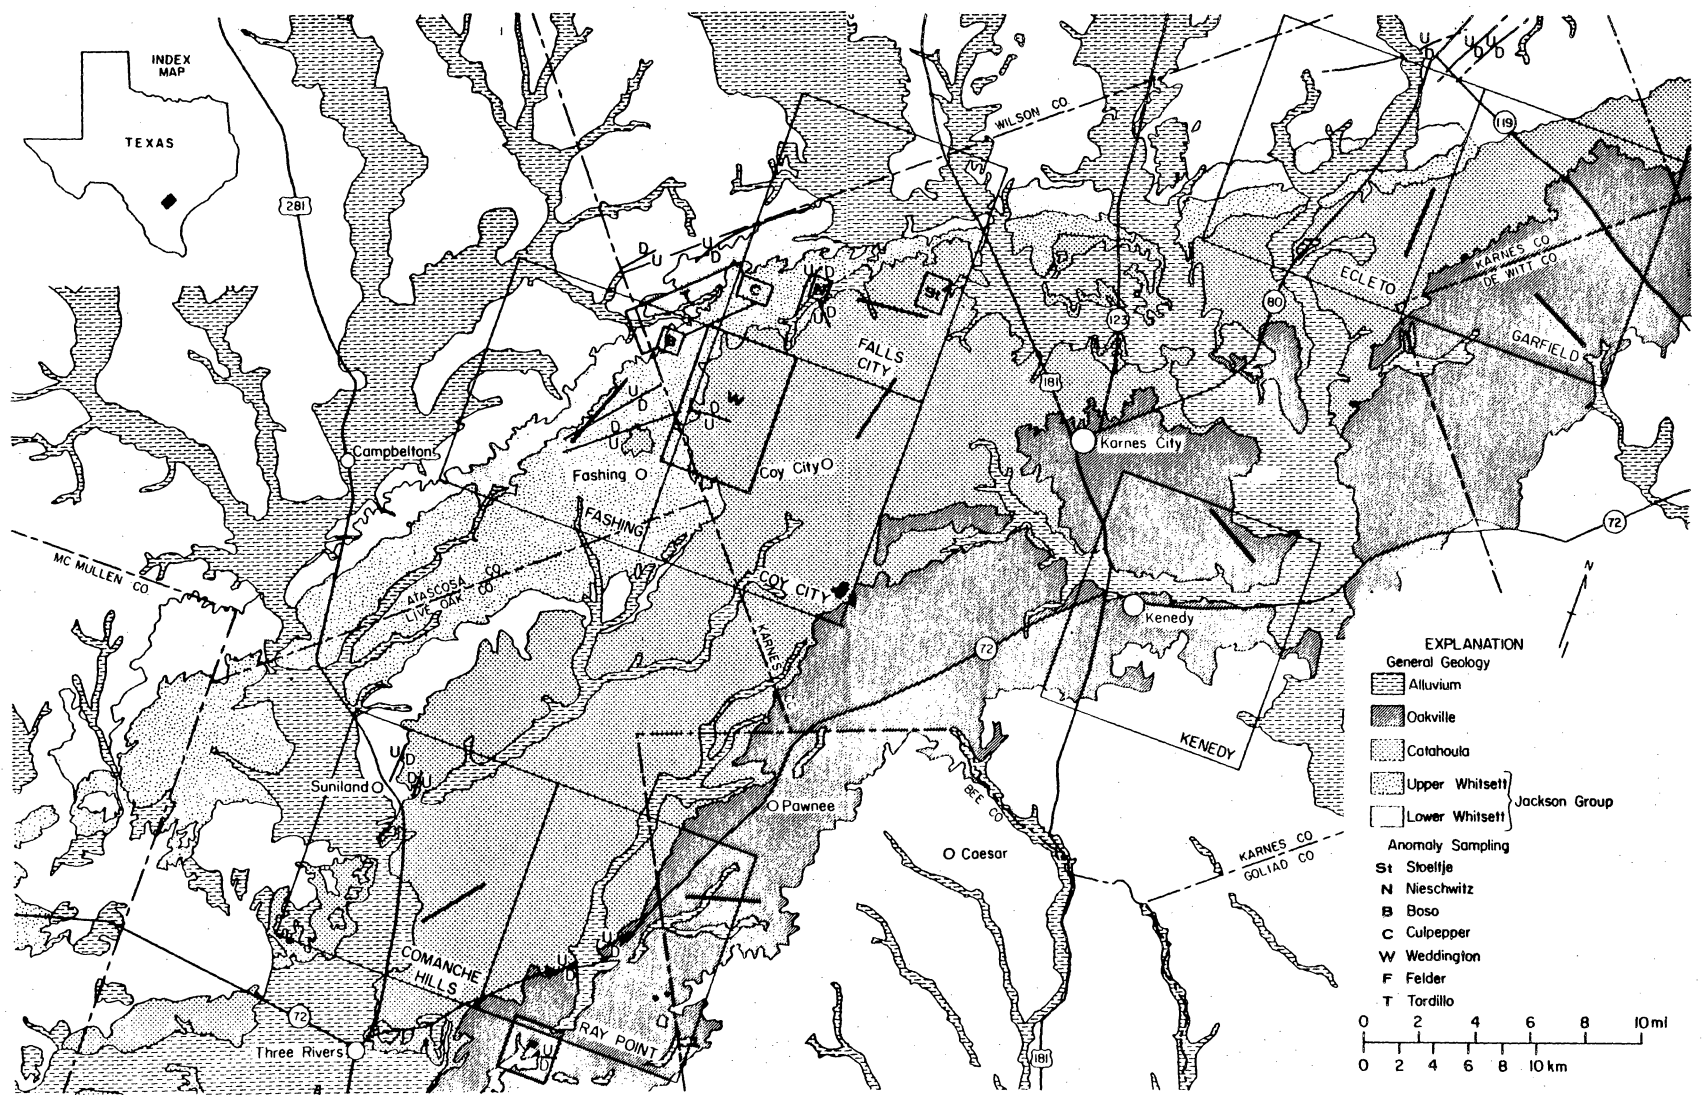 INDEX
MAP
TEXAS
281
WILSON CO.
119
U
D
U
U
D
D
KARNES CO
DE WITT CO.
ECLETO
80
GARFIELD
123
181
D
U
U
D
C
U
D
N
U
D
St
B
FALLS
CITY
W
U
D
D
U
D
U
Campbelton
Karnes City
Fashing
Coy City
FASHING
72
MC MULLEN CO.
ATASCOSA CO.
LIVE OAK CO.
COY CITY
KARNES
CO.
N
Kenedy
72
KENEDY
U
D
D
U
Suniland
Pawnee
BEE CO
Caesar
KARNES CO
GOLIAD CO
COMANCHE
HILLS
U
D
U
D
72
RAY POINT
Three Rivers
U
D
181
EXPLANATION
General Geology
Alluvium
Oakville
Catahoula
Upper Whitsett
Jackson Group
Lower Whitsett
Anomaly Sampling
St Stoeltje
N Nieschwitz
B Boso
C Culpepper
W Weddington
F Felder
T Tordillo
0 2 4 6 8 10 mi
0 2 4 6 8 10 km